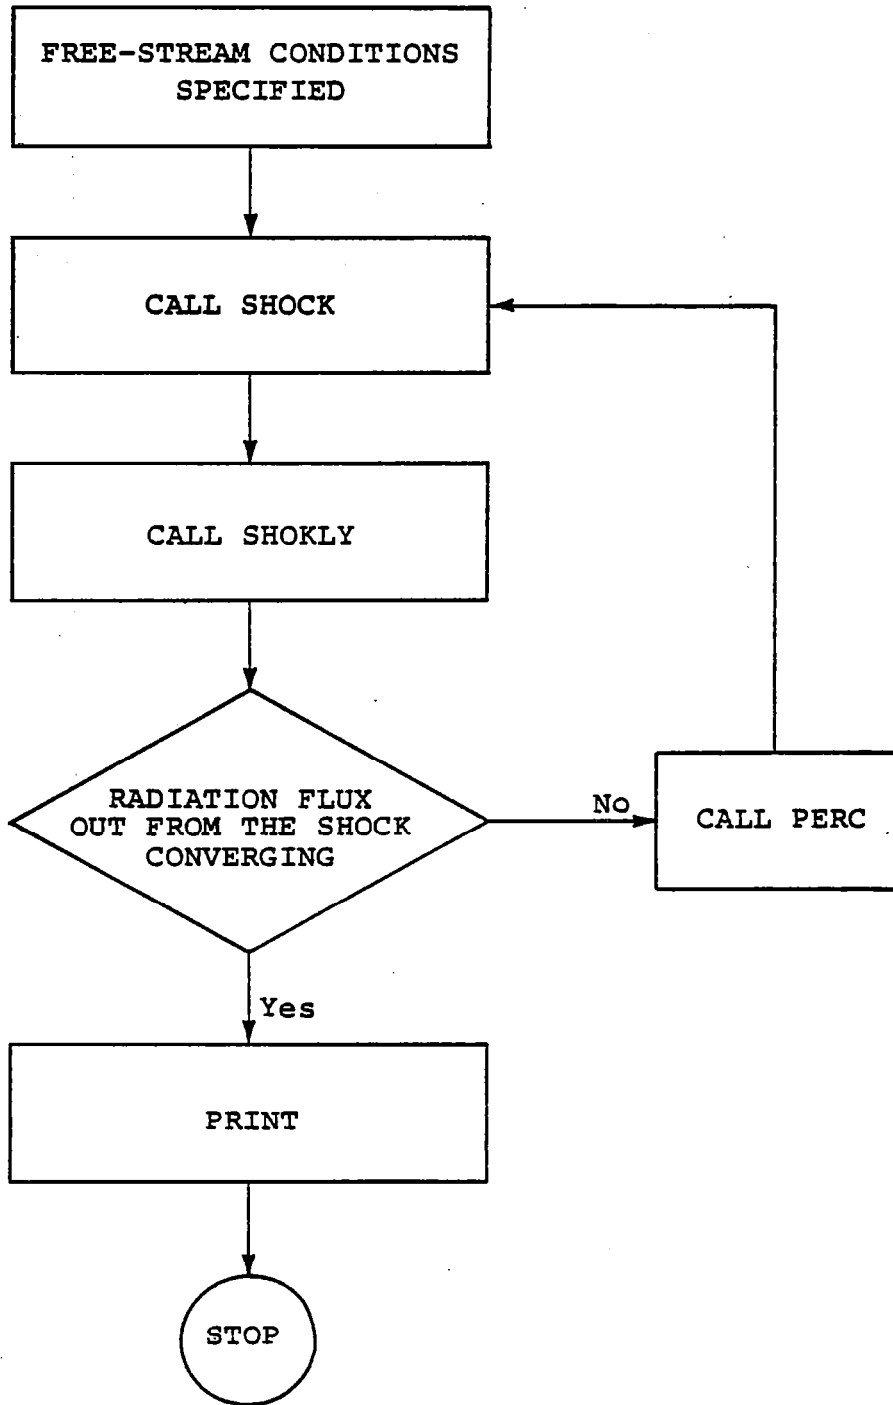 FREE-STREAM CONDITIONS
SPECIFIED
CALL SHOCK
CALL SHOKLY
RADIATION FLUX
OUT FROM THE SHOCK
CONVERGING
No
CALL PERC
Yes
PRINT
STOP